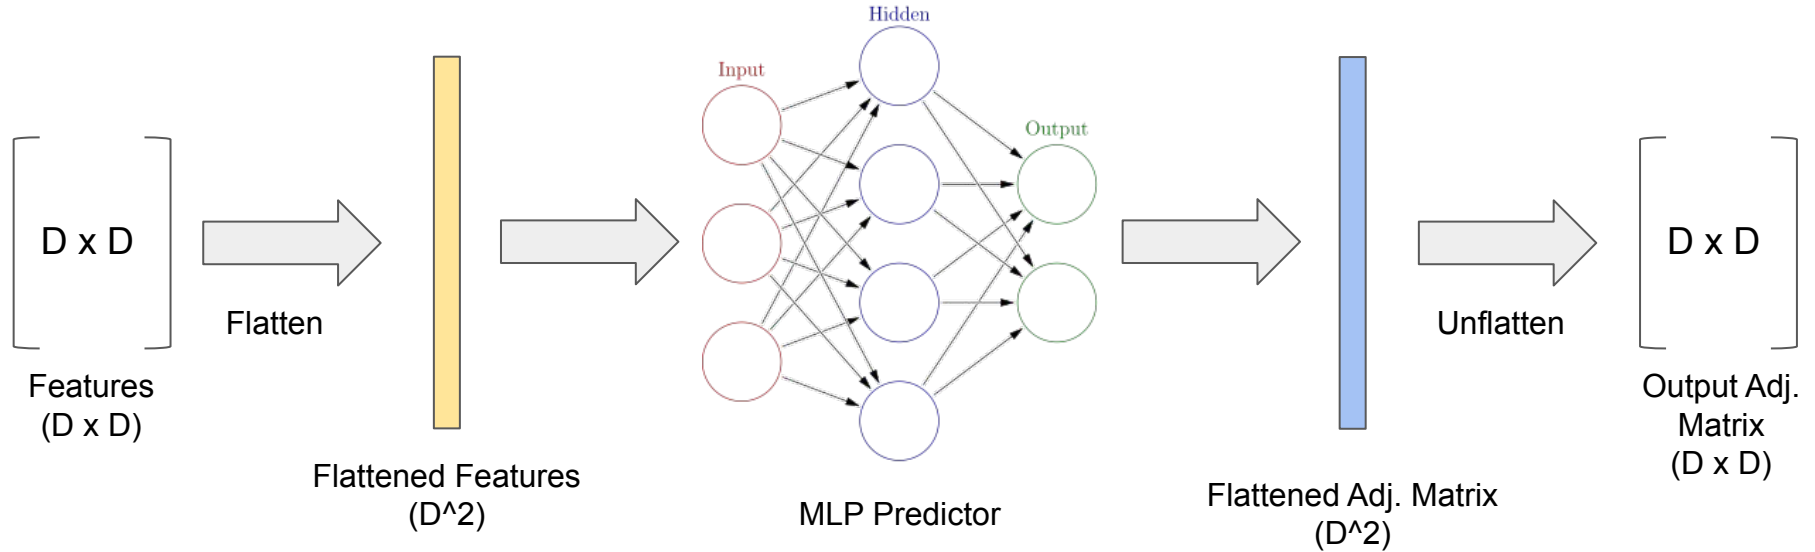 D x D
Features
(D x D)
Flatten
Flattened Features
(D^2)
Input
Hidden
Output
MLP Predictor
Flattened Adj. Matrix
(D^2)
Unflatten
D x D
Output Adj.
Matrix
(D x D)